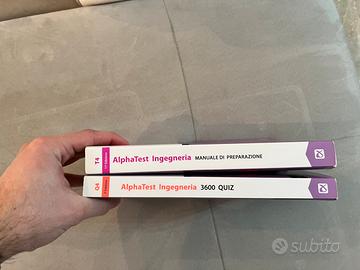 T4 AlphaTest Ingegneria MANUALE DI PREPARAZIONE
Q4 AlphaTest Ingegneria 3600 QUIZ
subito